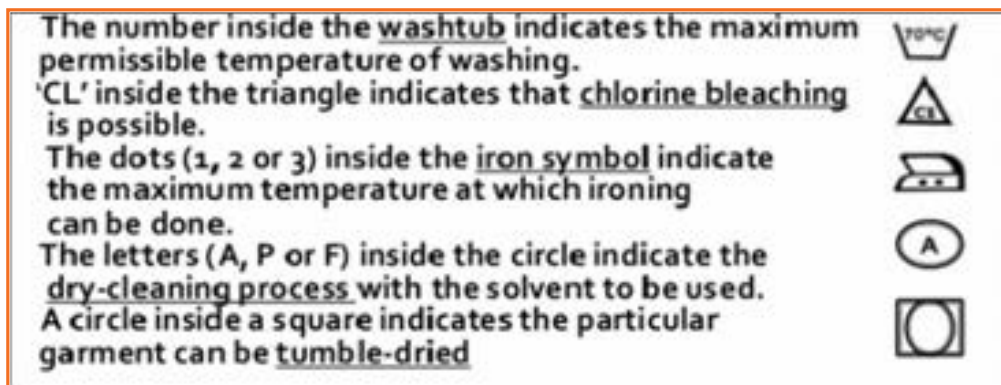 The number inside the washtub indicates the maximum
permissible temperature of washing.
'CL' inside the triangle indicates that chlorine bleaching
is possible.
The dots (1, 2 or 3) inside the iron symbol indicate
the maximum temperature at which ironing
can be done.
The letters (A, P or F) inside the circle indicate the
dry-cleaning process with the solvent to be used.
A circle inside a square indicates the particular
garment can be tumble-dried
70°C
A